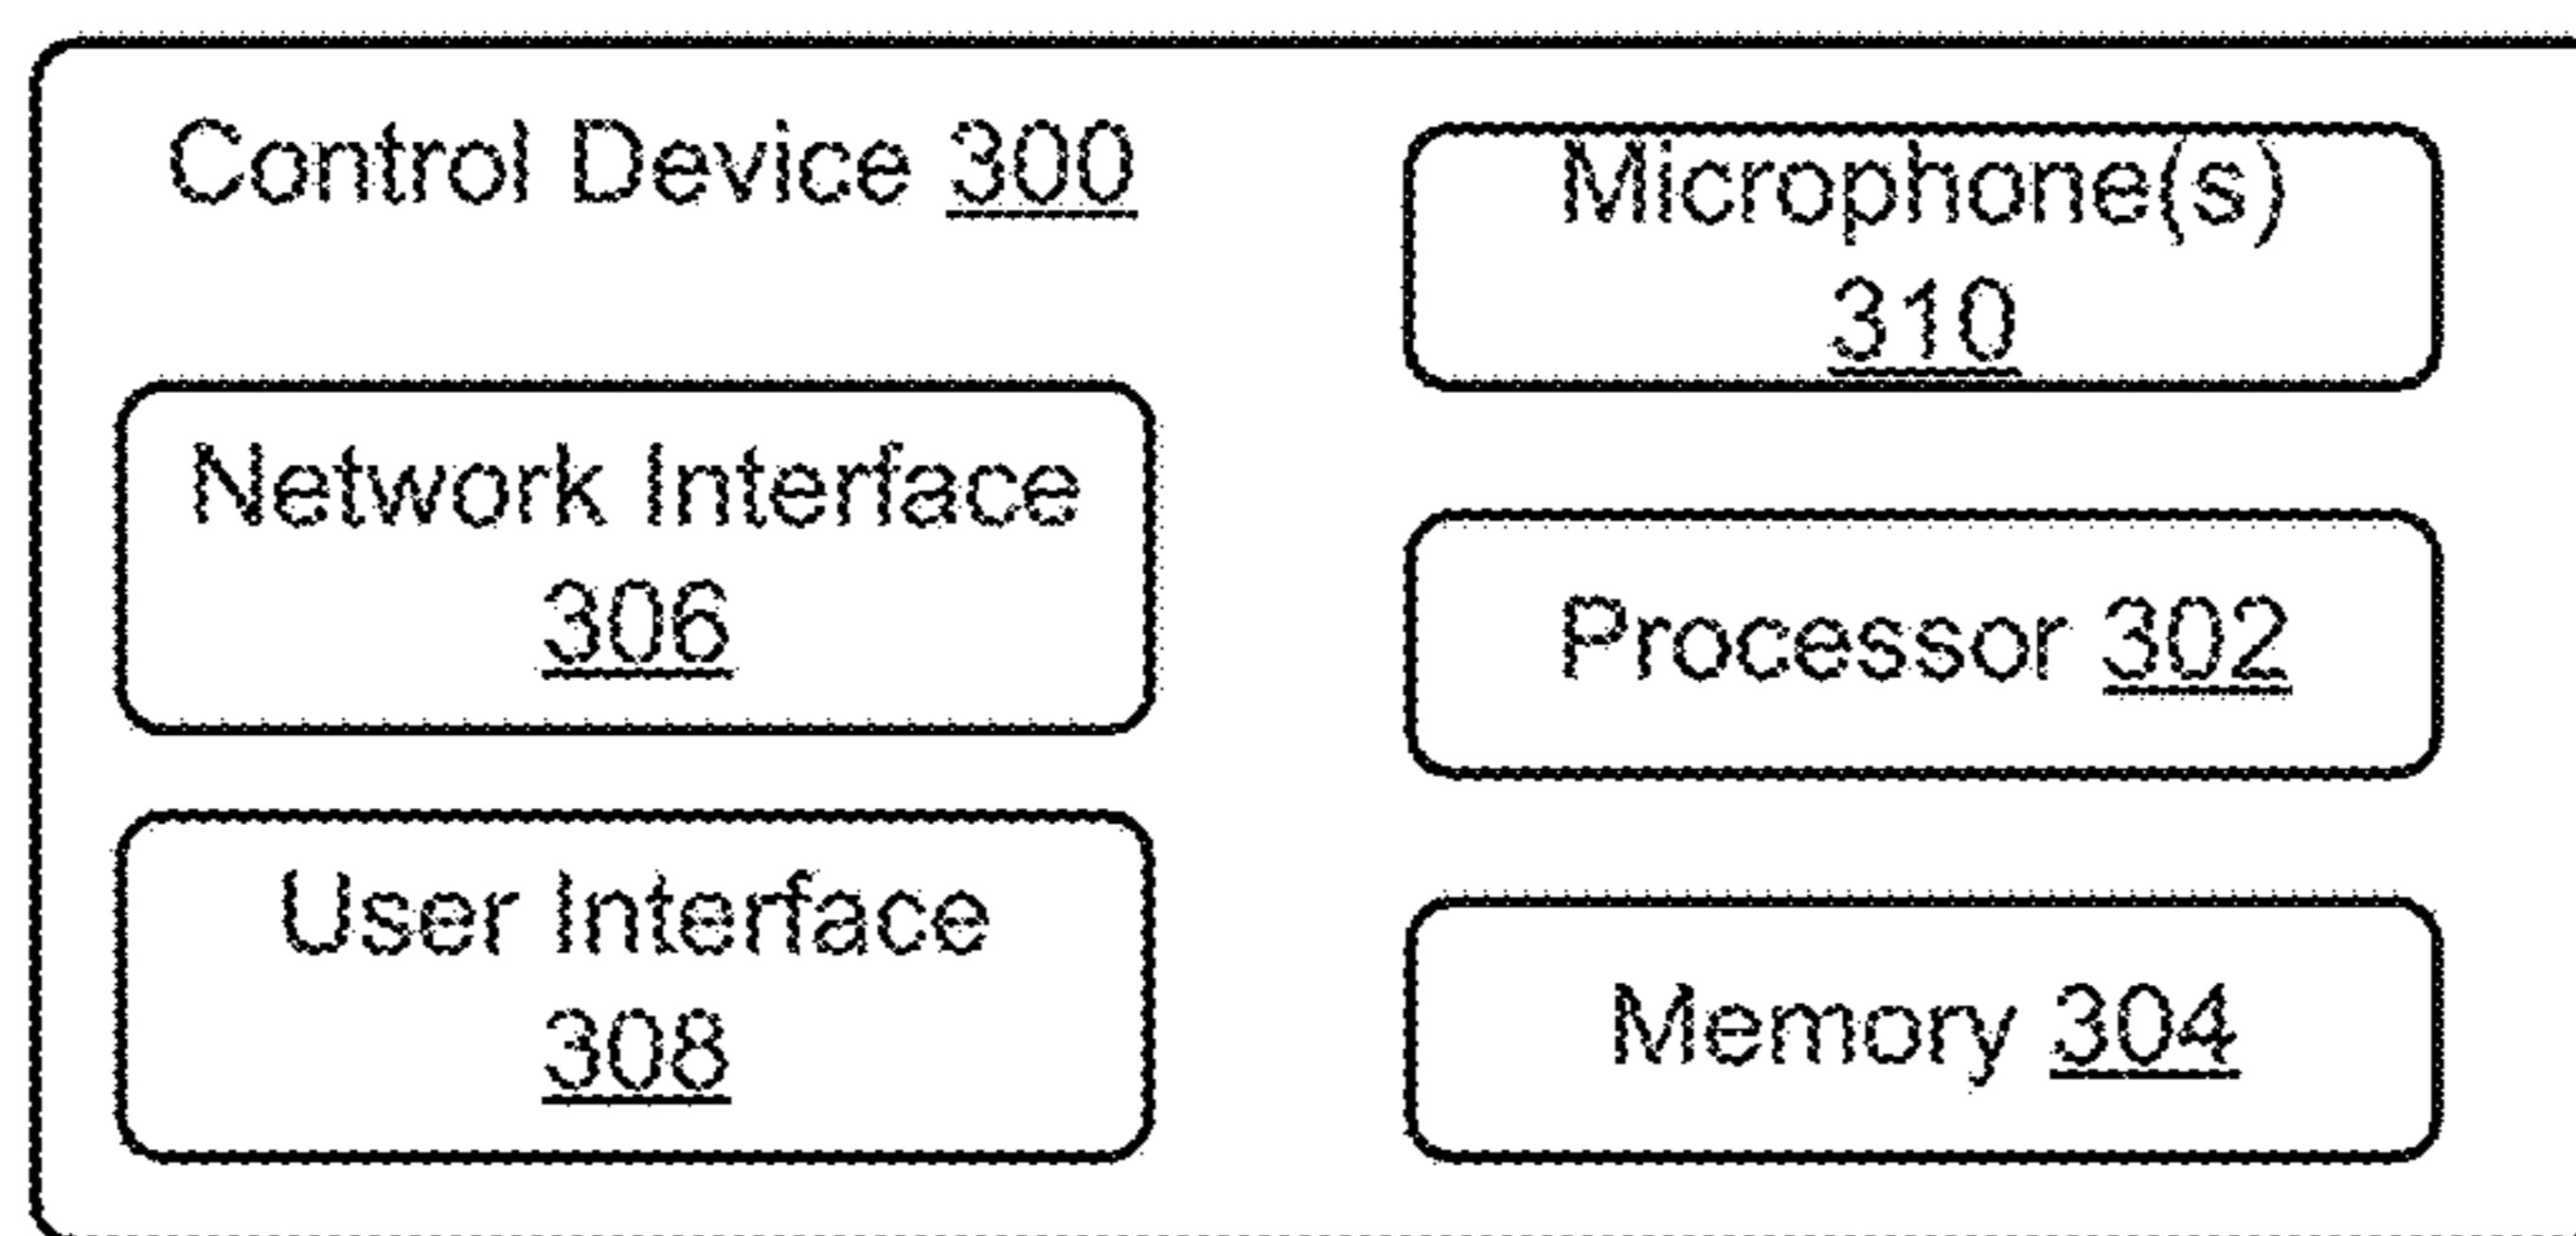 Control Device 300
Network Interface
306
User Interface
308
Microphone(s)
310
Processor 302
Memory 304